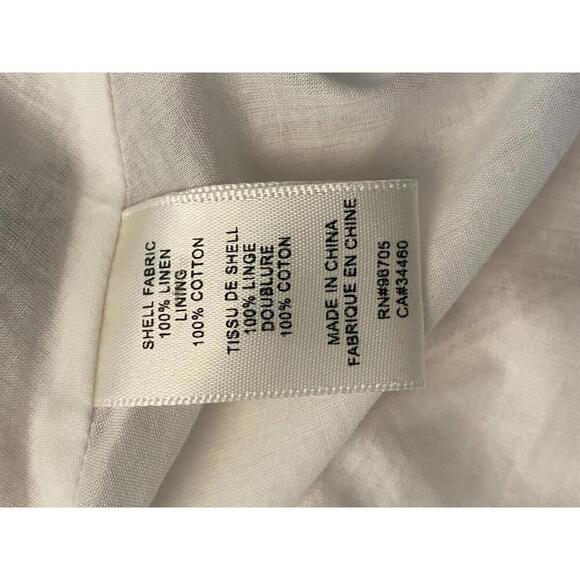 SHELL FABRIC
100% LINEN
LINING
100% COTTON
TISSU DE SHELL
100% LINGE
DOUBLURE
100% COTON
MADE IN CHINA
FABRIQUE EN CHINE
RN#96705
CA#34460